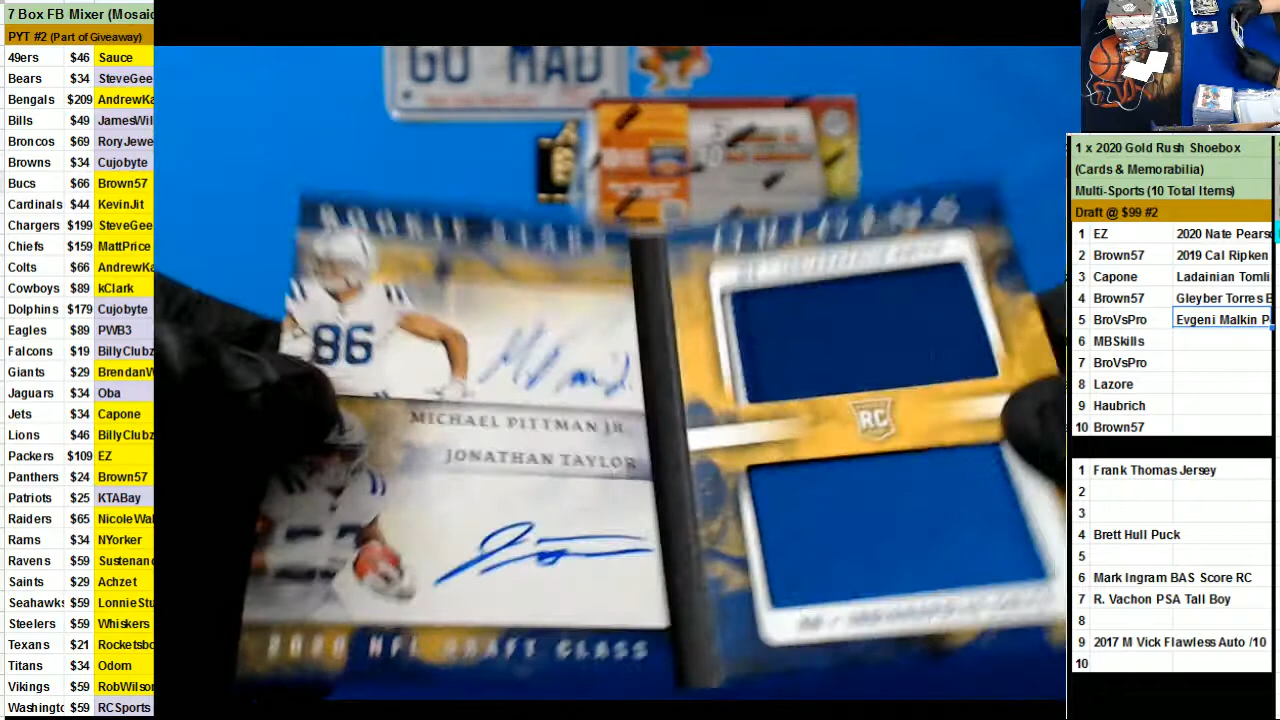 7 Box FB Mixer (Mosaic
PYT #2 (Part of Giveaway)
49ers $46 Sauce
Bears $34 SteveGee
Bengals $209 AndrewKa
Bills $49 JamesWil
Broncos $69 RoryJewe
Browns $34 Cujobyte
Bucs $66 Brown57
Cardinals $44 KevinJit
Chargers $199 SteveGee
Chiefs $159 MattPrice
Colts $66 AndrewKa
Cowboys $89 kClark
Dolphins $179 Cujobyte
Eagles $89 PWB3
Falcons $19 BillyClubz
Giants $29 BrendanW
Jaguars $34 Oba
Jets $34 Capone
Lions $46 BillyClubz
Packers $109 EZ
Panthers $24 Brown57
Patriots $25 KTABay
Raiders $65 NicoleWal
Rams $34 NYorker
Ravens $59 Sustenanc
Saints $29 Achzet
Seahawks $59 LonnieStu
Steelers $59 Whiskers
Texans $21 Rocketsbo
Titans $34 Odom
Vikings $59 RobWilson
Washingtc $59 RCSports
GO MAD
86
MICHAEL PITTMAN JR.
JONATHAN TAYLOR
2020 NFL DRAFT CLASS
RC
1 x 2020 Gold Rush Shoebox
(Cards & Memorabilia)
Multi-Sports (10 Total Items)
Draft @ $99 #2
1 EZ 2020 Nate Pearso
2 Brown57 2019 Cal Ripken
3 Capone Ladainian Tomli
4 Brown57 Gleyber Torres B
5 BroVsPro Evgeni Malkin P
6 MBSkills
7 BroVsPro
8 Lazore
9 Haubrich
10 Brown57
1 Frank Thomas Jersey
2
3
4 Brett Hull Puck
5
6 Mark Ingram BAS Score RC
7 R. Vachon PSA Tall Boy
8
9 2017 M Vick Flawless Auto /10
10